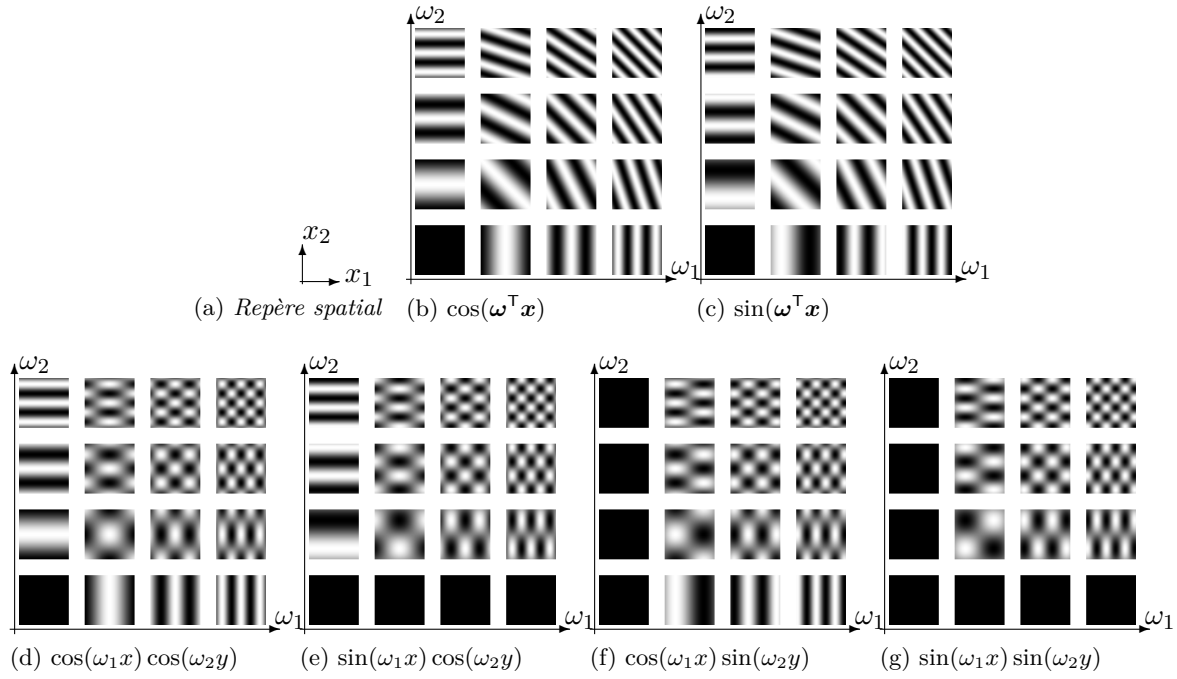 ω₂ ω₂
x₂
x₁ ω₁ ω₁
(a) Repère spatial (b) cos(ωᵀx) (c) sin(ωᵀx)
ω₂ ω₂ ω₂ ω₂
ω₁ ω₁ ω₁ ω₁
(d) cos(ω₁x) cos(ω₂y) (e) sin(ω₁x) cos(ω₂y) (f) cos(ω₁x) sin(ω₂y) (g) sin(ω₁x) sin(ω₂y)